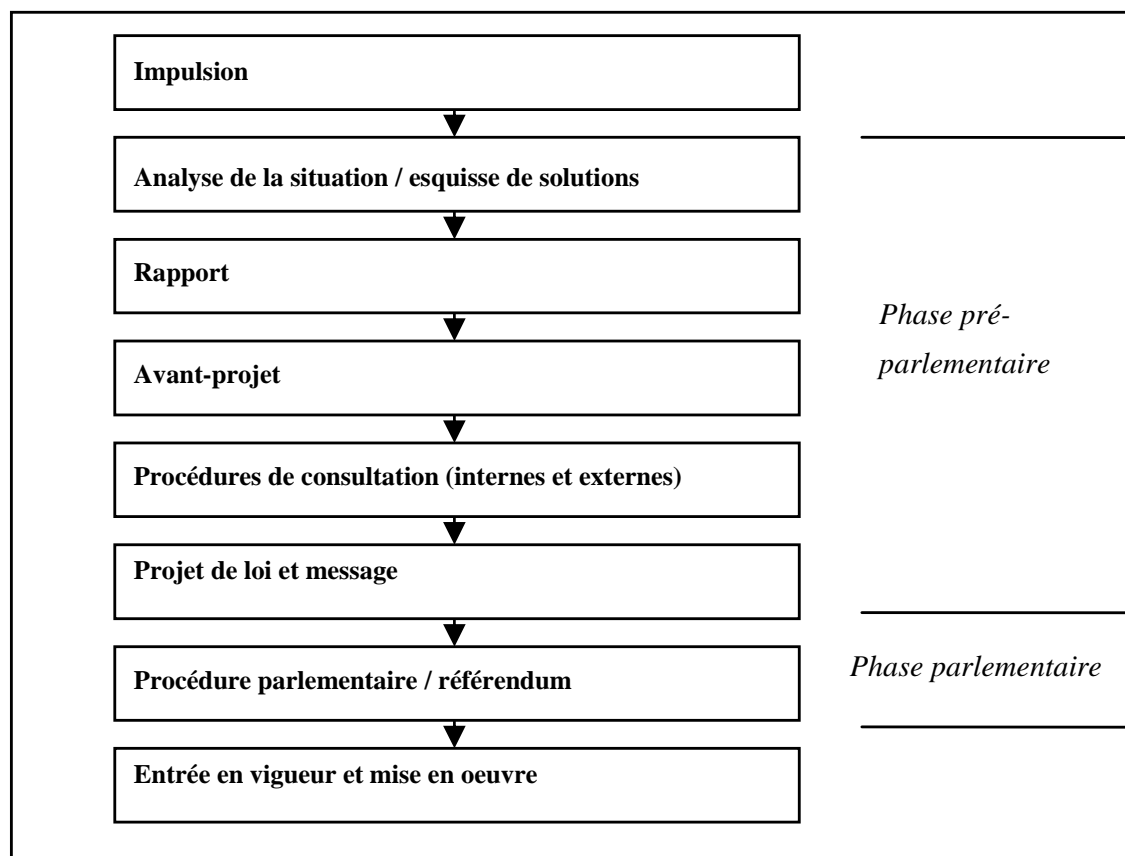 Impulsion
Analyse de la situation / esquisse de solutions
Rapport
Phase pré-
parlementaire
Avant-projet
Procédures de consultation (internes et externes)
Projet de loi et message
Procédure parlementaire / référendum
Phase parlementaire
Entrée en vigueur et mise en oeuvre